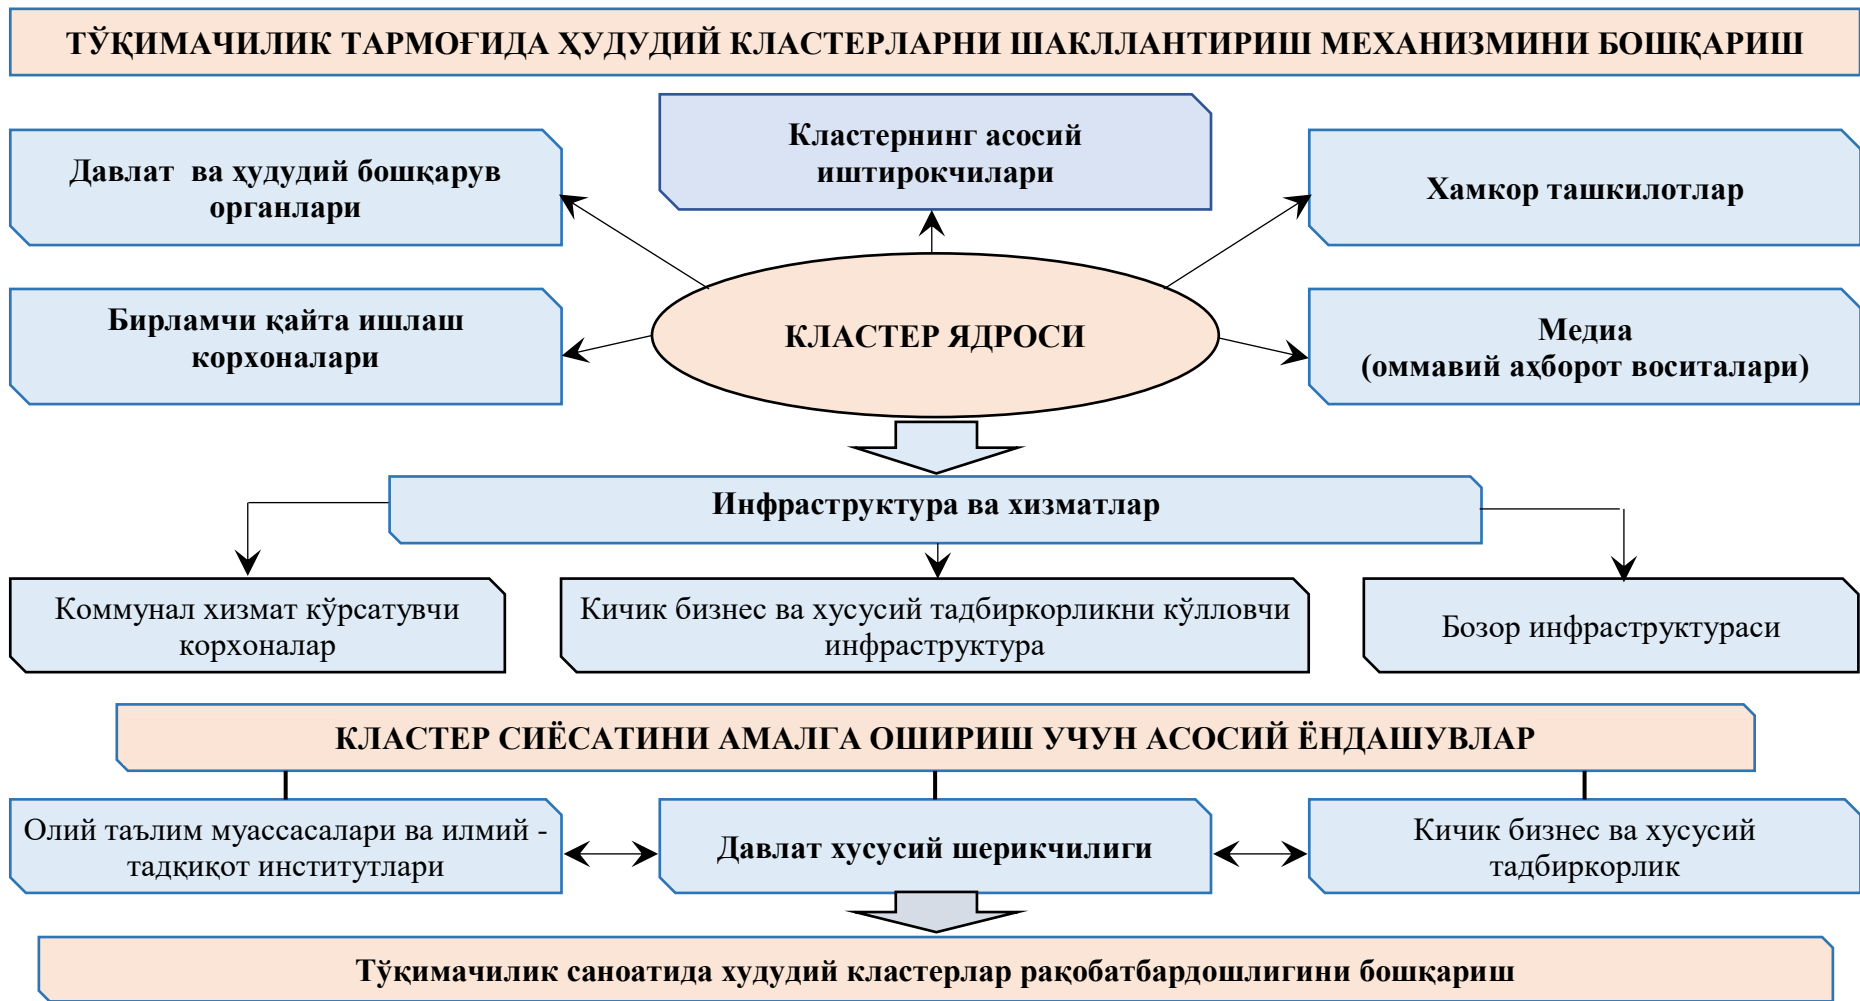 ТЎҚИМАЧИЛИК ТАРМОҒИДА ҲУДУДИЙ КЛАСТЕРЛАРНИ ШАКЛЛАНТИРИШ МЕХАНИЗМИНИ БОШҚАРИШ
Давлат ва ҳудудий бошқарув
органлари
Кластернинг асосий
иштирокчилари
Хамкор ташкилотлар
Бирламчи қайта ишлаш
корхоналари
КЛАСТЕР ЯДРОСИ
Медиа
(оммавий аҳборот воситалари)
Инфраструктура ва хизматлар
Коммунал хизмат кўрсатувчи
корхоналар
Кичик бизнес ва хусусий тадбиркорликни кўлловчи
инфраструктура
Бозор инфраструктураси
КЛАСТЕР СИЁСАТИНИ АМАЛГА ОШИРИШ УЧУН АСОСИЙ ЁНДАШУВЛАР
Олий таълим муассасалари ва илмий -
тадқиқот институтлари
Давлат хусусий шерикчилиги
Кичик бизнес ва хусусий
тадбиркорлик
Тўқимачилик саноатида худудий кластерлар рақобатбардошлигини бошқариш